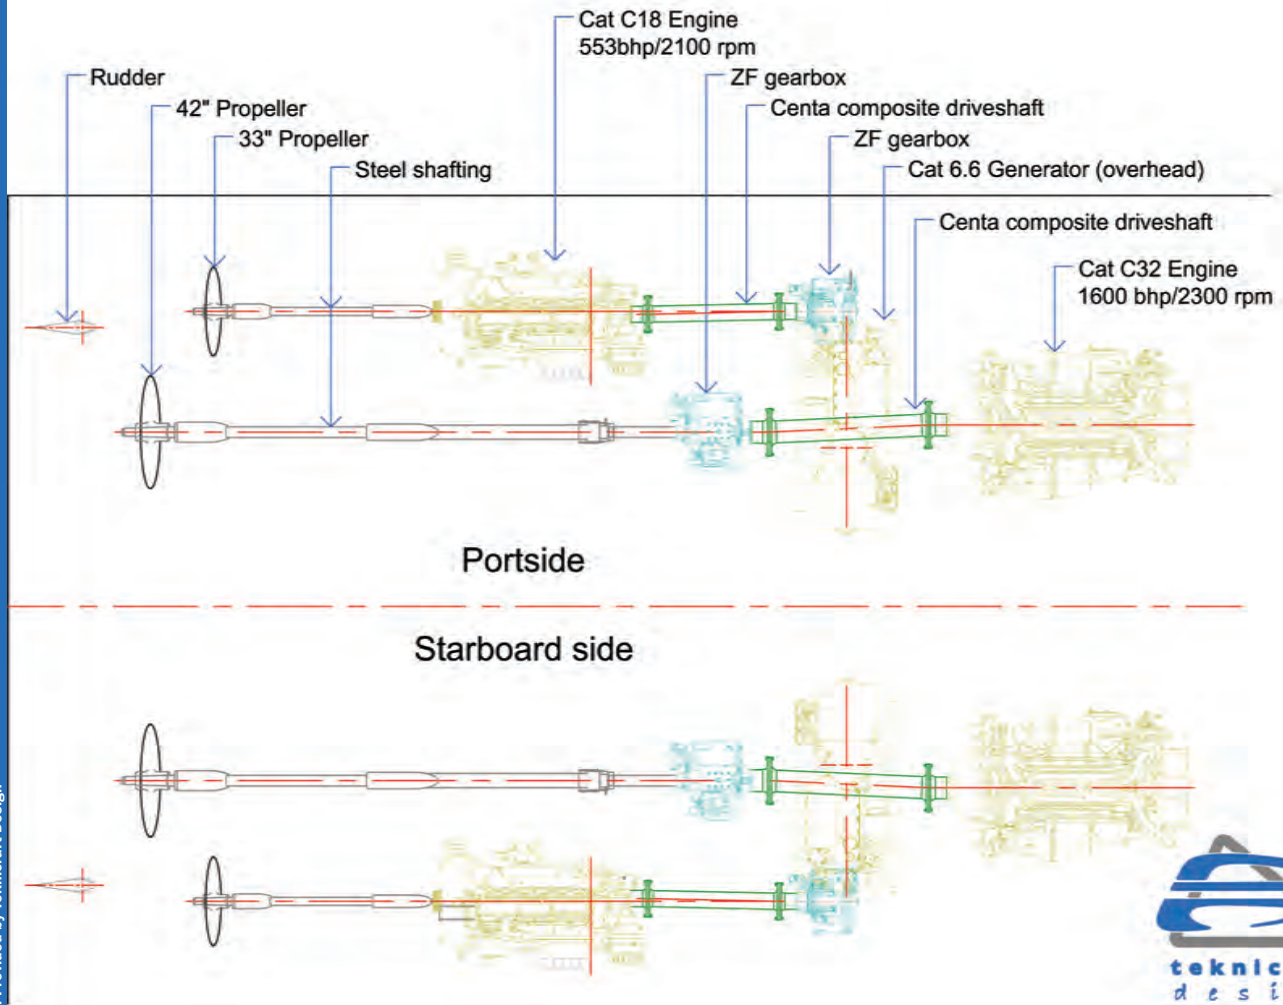 Cat C18 Engine
553bhp/2100 rpm
Rudder
ZF gearbox
42" Propeller
Centa composite driveshaft
33" Propeller
ZF gearbox
Steel shafting
Cat 6.6 Generator (overhead)
Centa composite driveshaft
Cat C32 Engine
1600 bhp/2300 rpm
Portside
Starboard side
teknic
desi